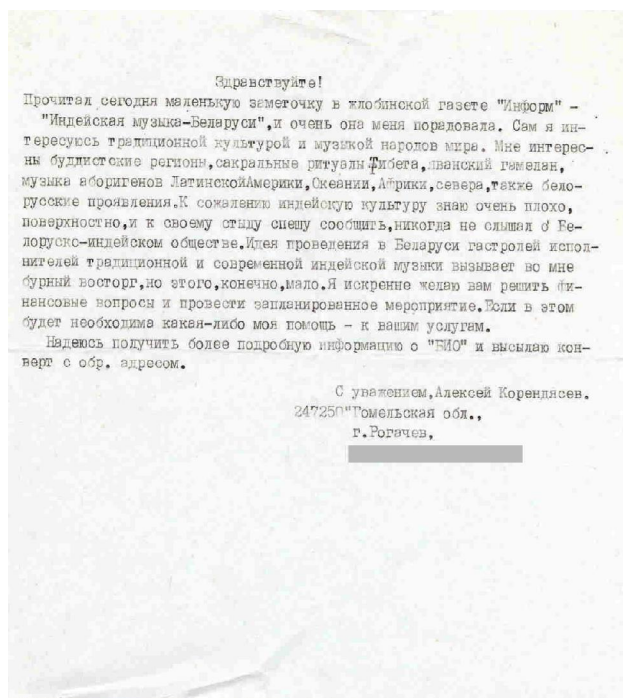 Здравствуйте!
Прочитал сегодня маленькую заметочку в жлобинской газете "Информ" -
"Индейская музыка-Беларуси",и очень она меня порадовала. Сам я ин-
тересуюсь традиционной культурой и музыкой народов мира. Мне интерес-
ны буддистские регионы,сакральные ритуалы Тибета,яванский гамелан,
музыка аборигенов ЛатинскойАмерики,Океании,Африки,севера,также бело-
русские проявления.К сожалению индейскую культуру знаю очень плохо,
поверхностно,и к своему стыду спешу сообщить,никогда не слышал о Бе-
лоруско-индейском обществе.Идея проведения в Беларуси гастролей испол-
нителей традиционной и современной индейской музыки вызывает во мне
бурный восторг,но этого,конечно,мало.Я искренне желаю вам решить фи-
нансовые вопросы и провести запланированное мероприятие.Если в этом
будет необходима какая-либо моя помощь - к вашим услугам.
Надеюсь получить более подробную информацию о "БИО" и высылаю кон-
верт с обр. адресом.
С уважением,Алексей Корендясев.
247250"Гомельская обл.,
г.Рогачев,